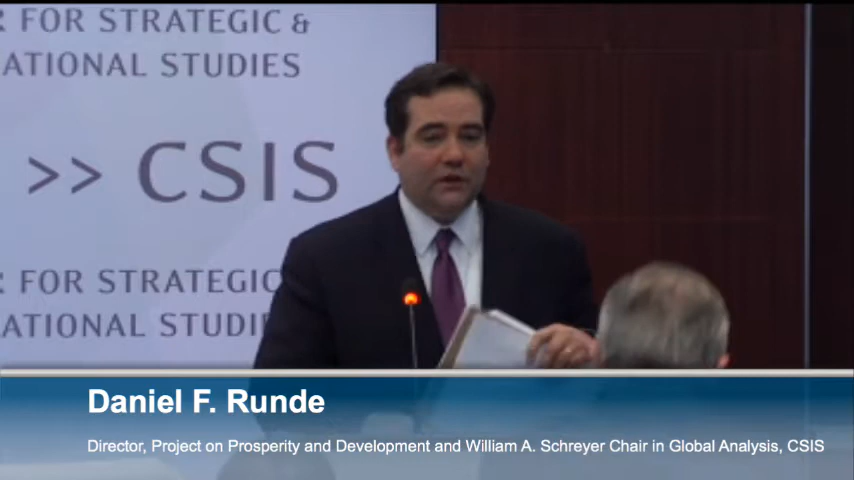 R FOR STRATEGIC &
ATIONAL STUDIES
>> CSIS
: FOR STRATEGIC
ATIONAL STUDIE
Daniel F. Runde
Director, Project on Prosperity and Development and William A. Schreyer Chair in Global Analysis, CSIS